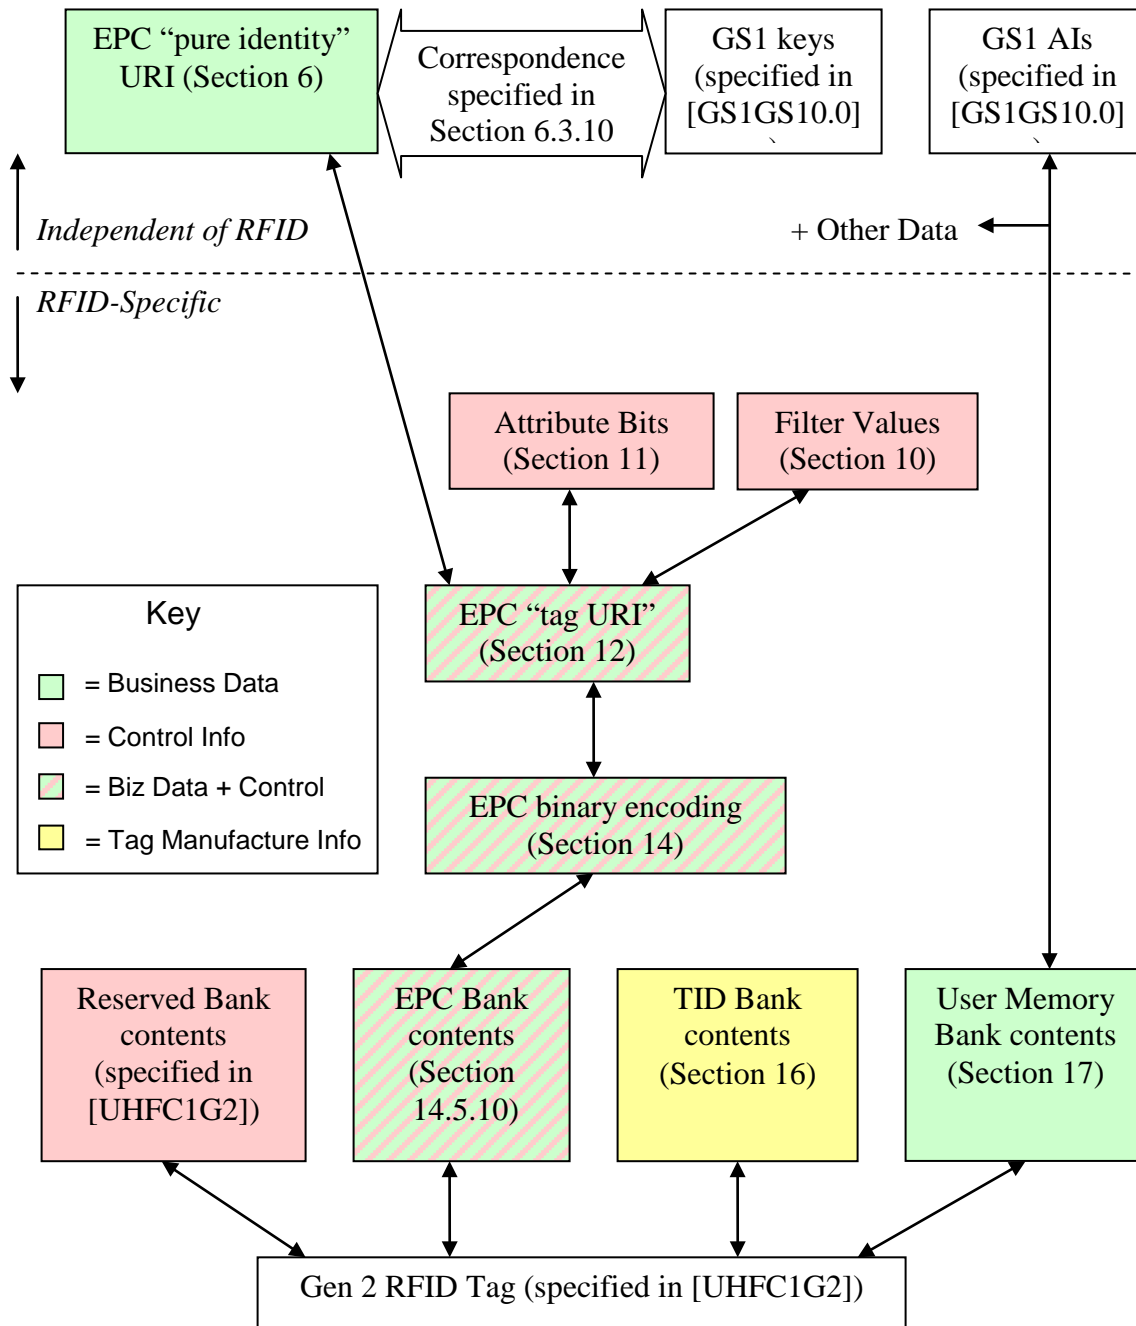 EPC “pure identity”
URI (Section 6)
Correspondence
specified in
Section 6.3.10
GS1 keys
(specified in
[GS1GS10.0]
`
GS1 AIs
(specified in
[GS1GS10.0]
`
Independent of RFID
+ Other Data
RFID-Specific
Attribute Bits
(Section 11)
Filter Values
(Section 10)
EPC “tag URI”
(Section 12)
Key
= Business Data
= Control Info
= Biz Data + Control
= Tag Manufacture Info
EPC binary encoding
(Section 14)
Reserved Bank
contents
(specified in
[UHFC1G2])
EPC Bank
contents
(Section
14.5.10)
TID Bank
contents
(Section 16)
User Memory
Bank contents
(Section 17)
Gen 2 RFID Tag (specified in [UHFC1G2])